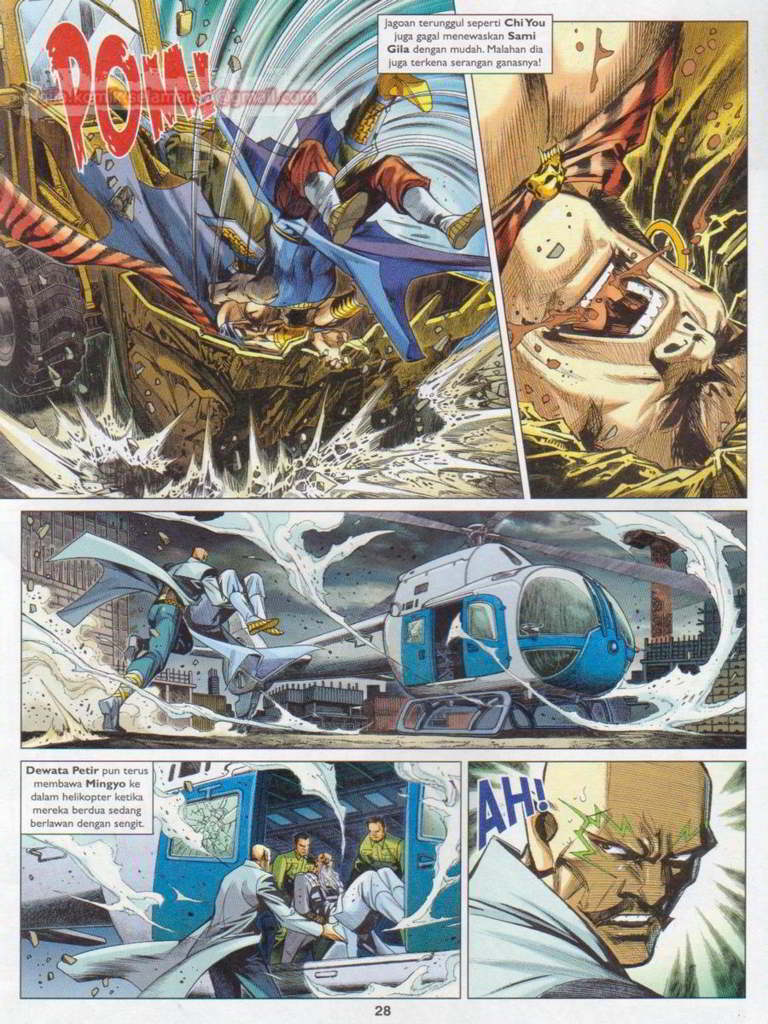 Jagoan terunggul seperti Chi You
juga gagal menewaskan Sami
Gila dengan mudah. Malahan dia
juga terkena serangan ganasnya!
POW!
Dewata Petir pun terus
membawa Mingyo ke
dalam helikopter ketika
mereka berdua sedang
berlawan dengan sengit.
AH!
28